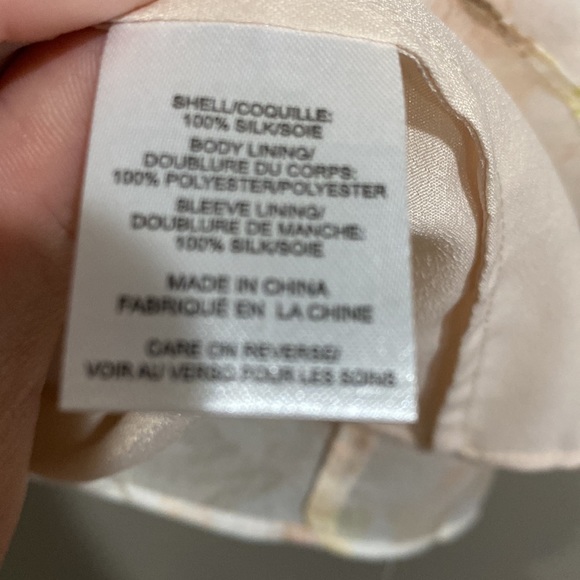 SHELL/COQUILLE:
100% SILK/SOIE
BODY LINING/
DOUBLURE DU CORPS:
100% POLYESTER/POLYESTER
SLEEVE LINING/
DOUBLURE DE MANCHE:
100% SILK/SOIE
MADE IN CHINA
FABRIQUÉ EN LA CHINE
CARE ON REVERSE/
VOIR AU VERSO POUR LES SOINS